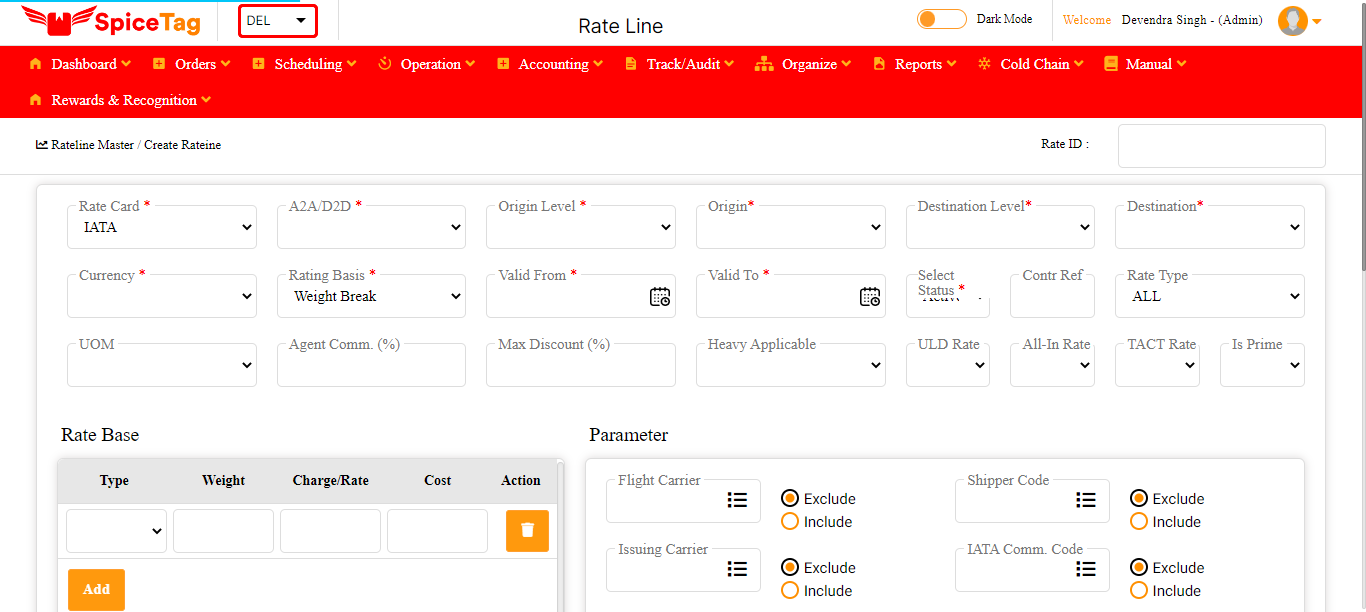 SpiceTag
DEL
Rate Line
Dark Mode
Welcome Devendra Singh - (Admin)
Dashboard Orders Scheduling Operation Accounting Track/Audit Organize Reports Cold Chain Manual
Rewards & Recognition
Rateline Master / Create Rateine
Rate ID :
Rate Card * A2A/D2D * Origin Level * Origin* Destination Level* Destination*
IATA
Currency * Rating Basis * Valid From * Valid To * Select Status * Contr Ref Rate Type
Weight Break ALL
UOM Agent Comm. (%) Max Discount (%) Heavy Applicable ULD Rate All-In Rate TACT Rate Is Prime
Rate Base
Type Weight Charge/Rate Cost Action
Add
Parameter
Flight Carrier
Exclude
Include
Shipper Code
Exclude
Include
Issuing Carrier
Exclude
Include
IATA Comm. Code
Exclude
Include